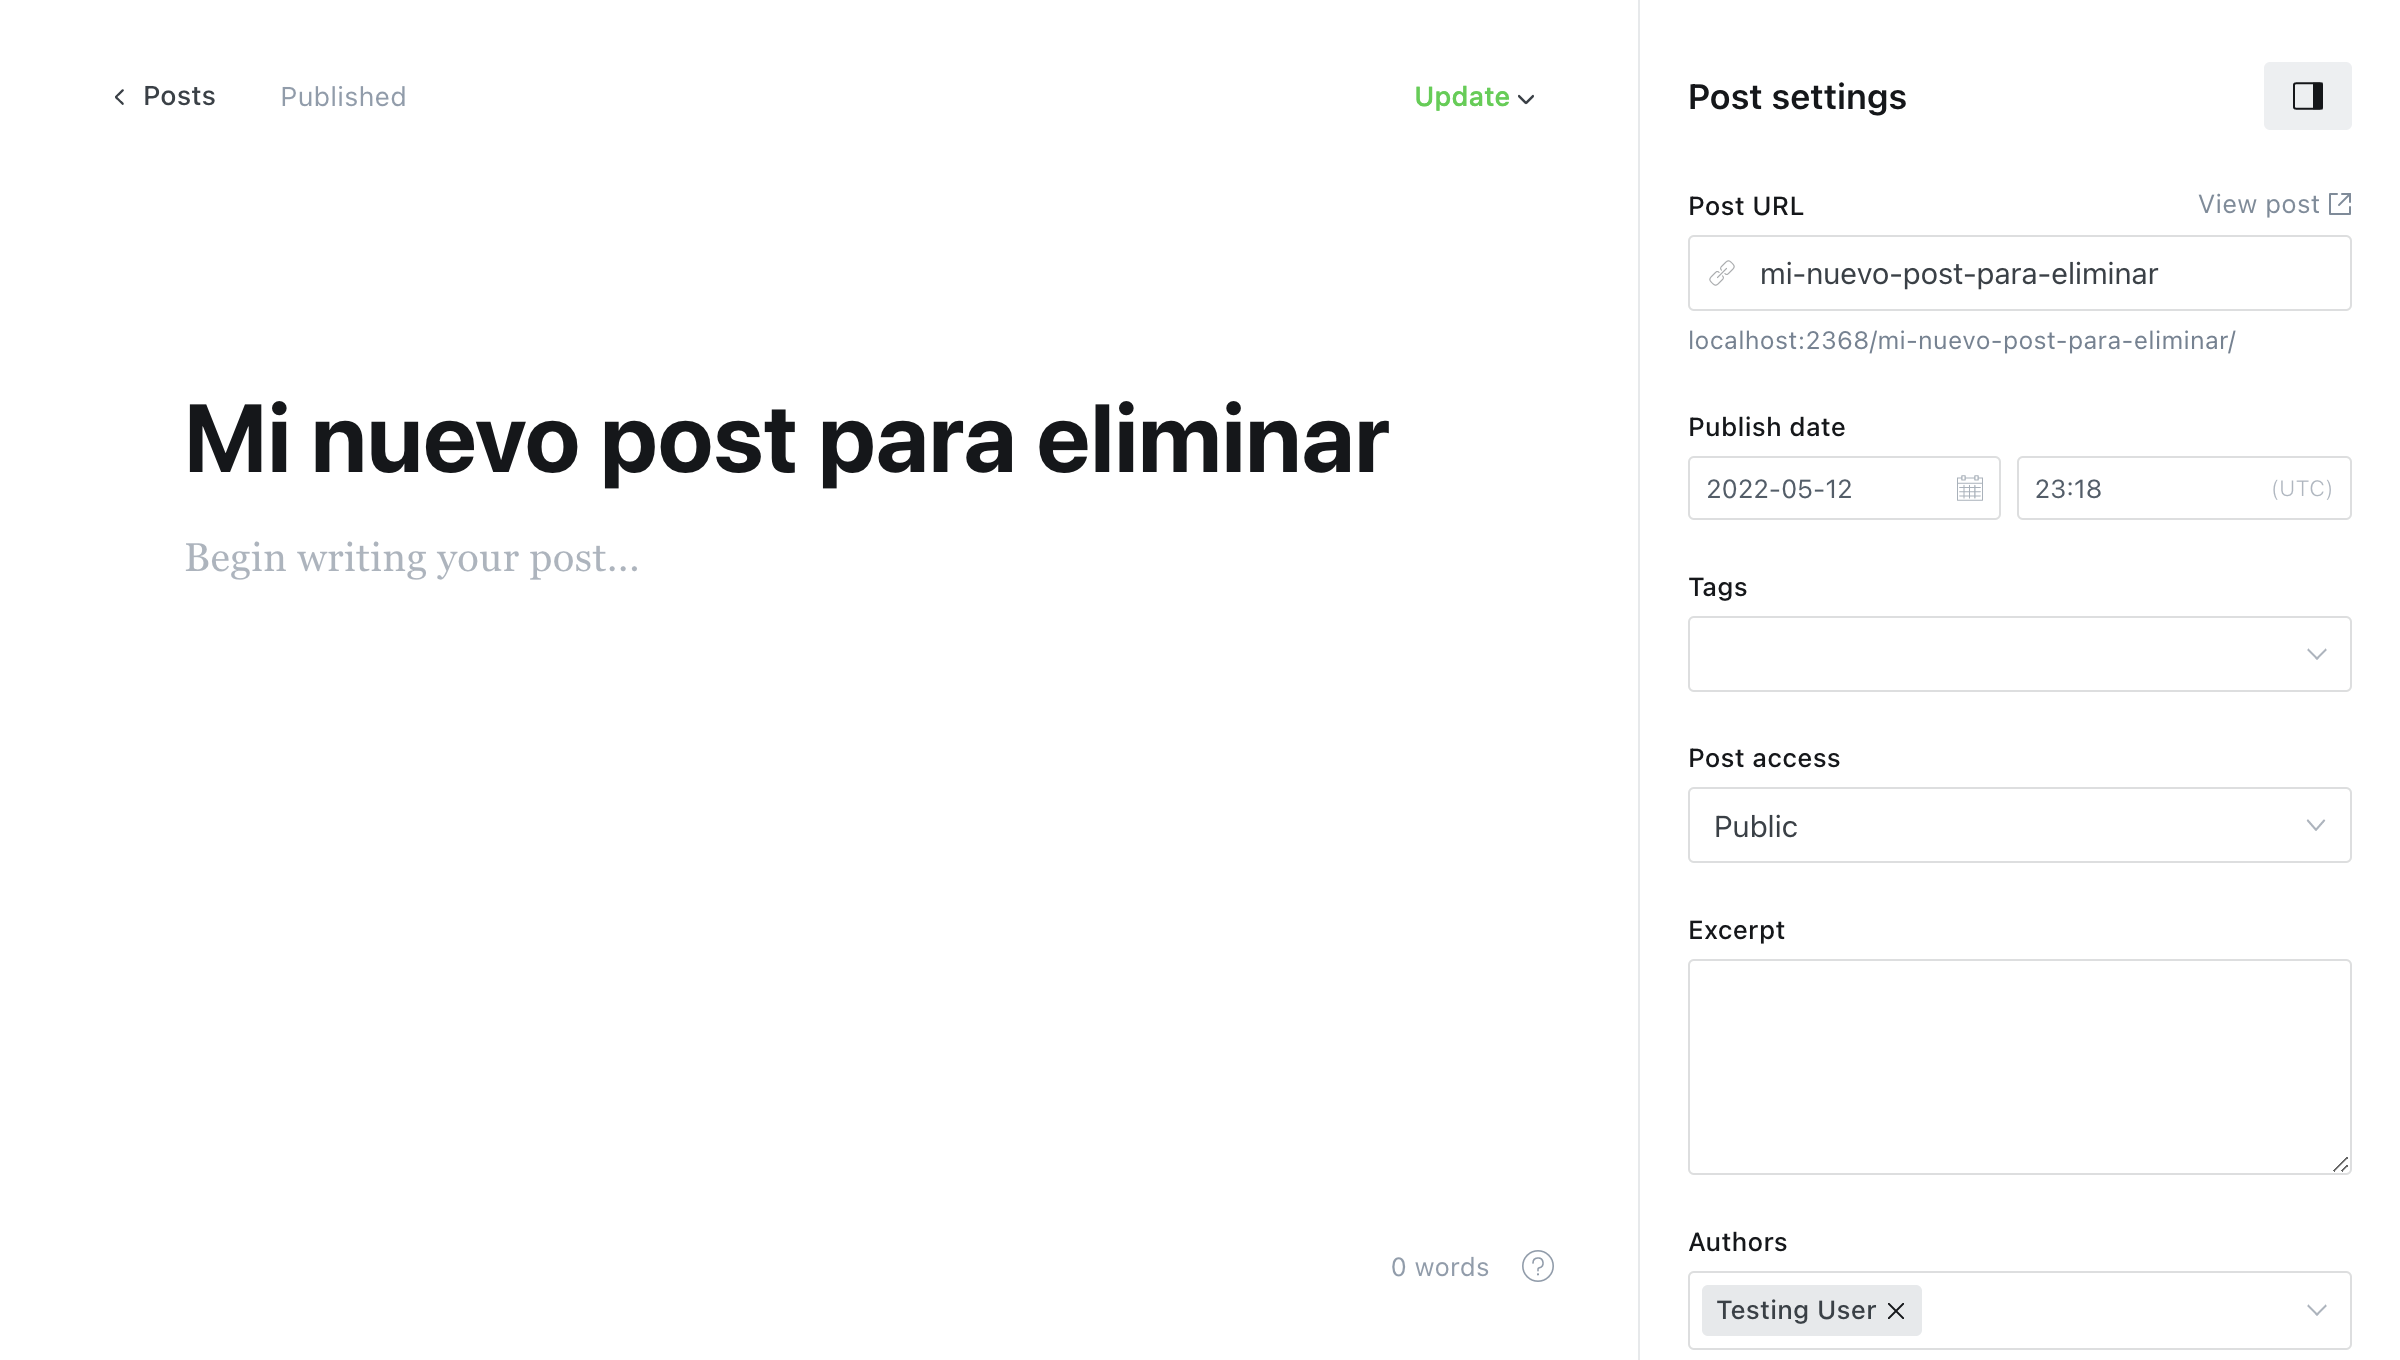 Posts
Published
Update
Mi nuevo post para eliminar
Begin writing your post...
0 words
?
Post settings
Post URL
View post
mi-nuevo-post-para-eliminar
localhost:2368/mi-nuevo-post-para-eliminar/
Publish date
2022-05-12
23:18
(UTC)
Tags
Post access
Public
Excerpt
Authors
Testing User